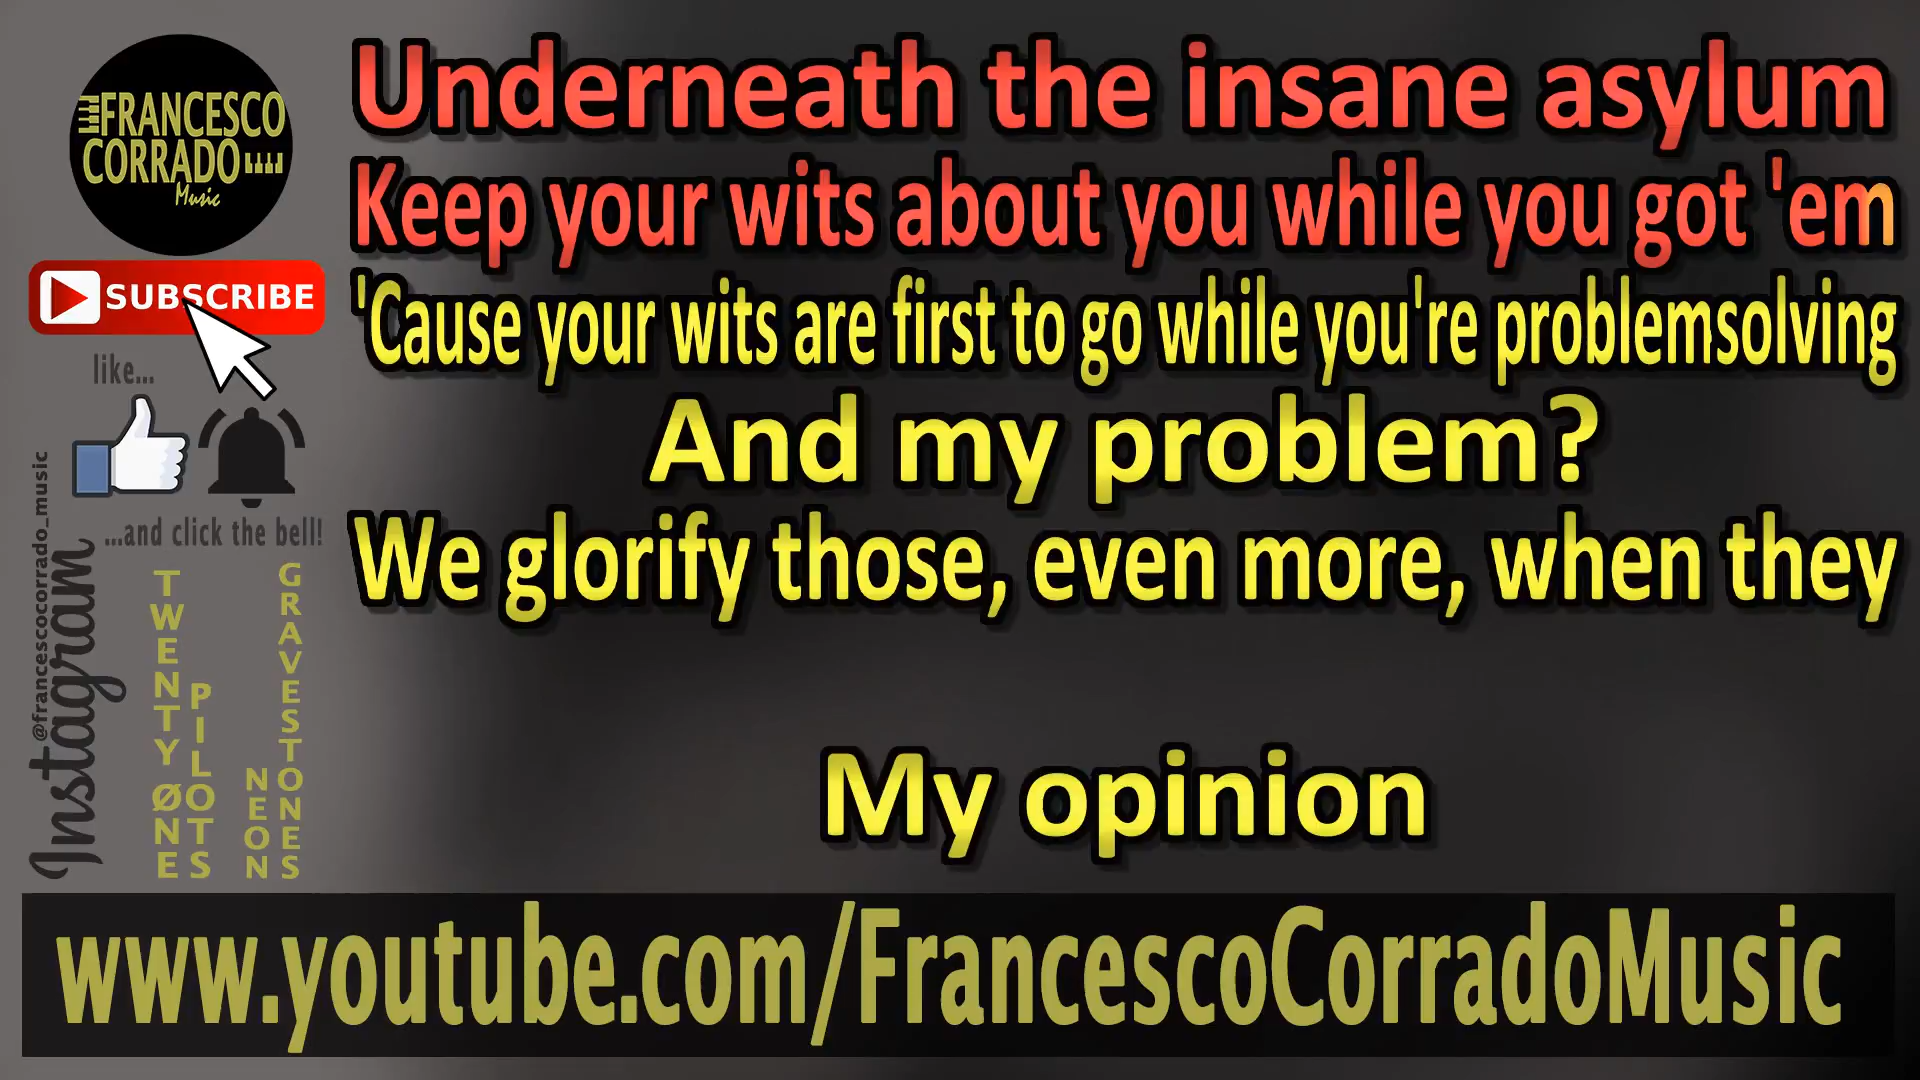 FRANCESCO
CORRADO
Music
SUBSCRIBE
like...
...and click the bell!
@francescocorrado_music
Instagram
TWENTY ØNE
PILOTS
NEON
GRAVESTONES
Underneath the insane asylum
Keep your wits about you while you got 'em
'Cause your wits are first to go while you're problemsolving
And my problem?
We glorify those, even more, when they
My opinion
www.youtube.com/FrancescoCorradoMusic